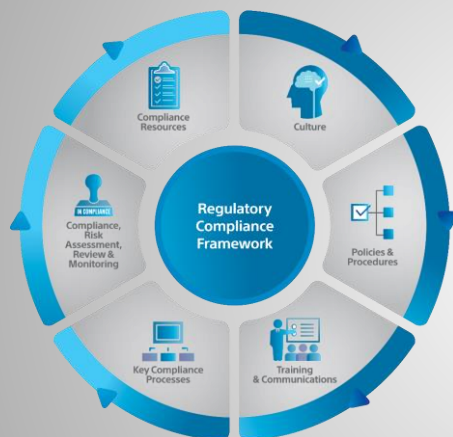 Compliance
Resources
Culture
Regulatory
Compliance
Framework
IN COMPLIANCE
Compliance,
Risk
Assessment,
Review &
Monitoring
Policies &
Procedures
Key Compliance
Processes
Training
& Communications